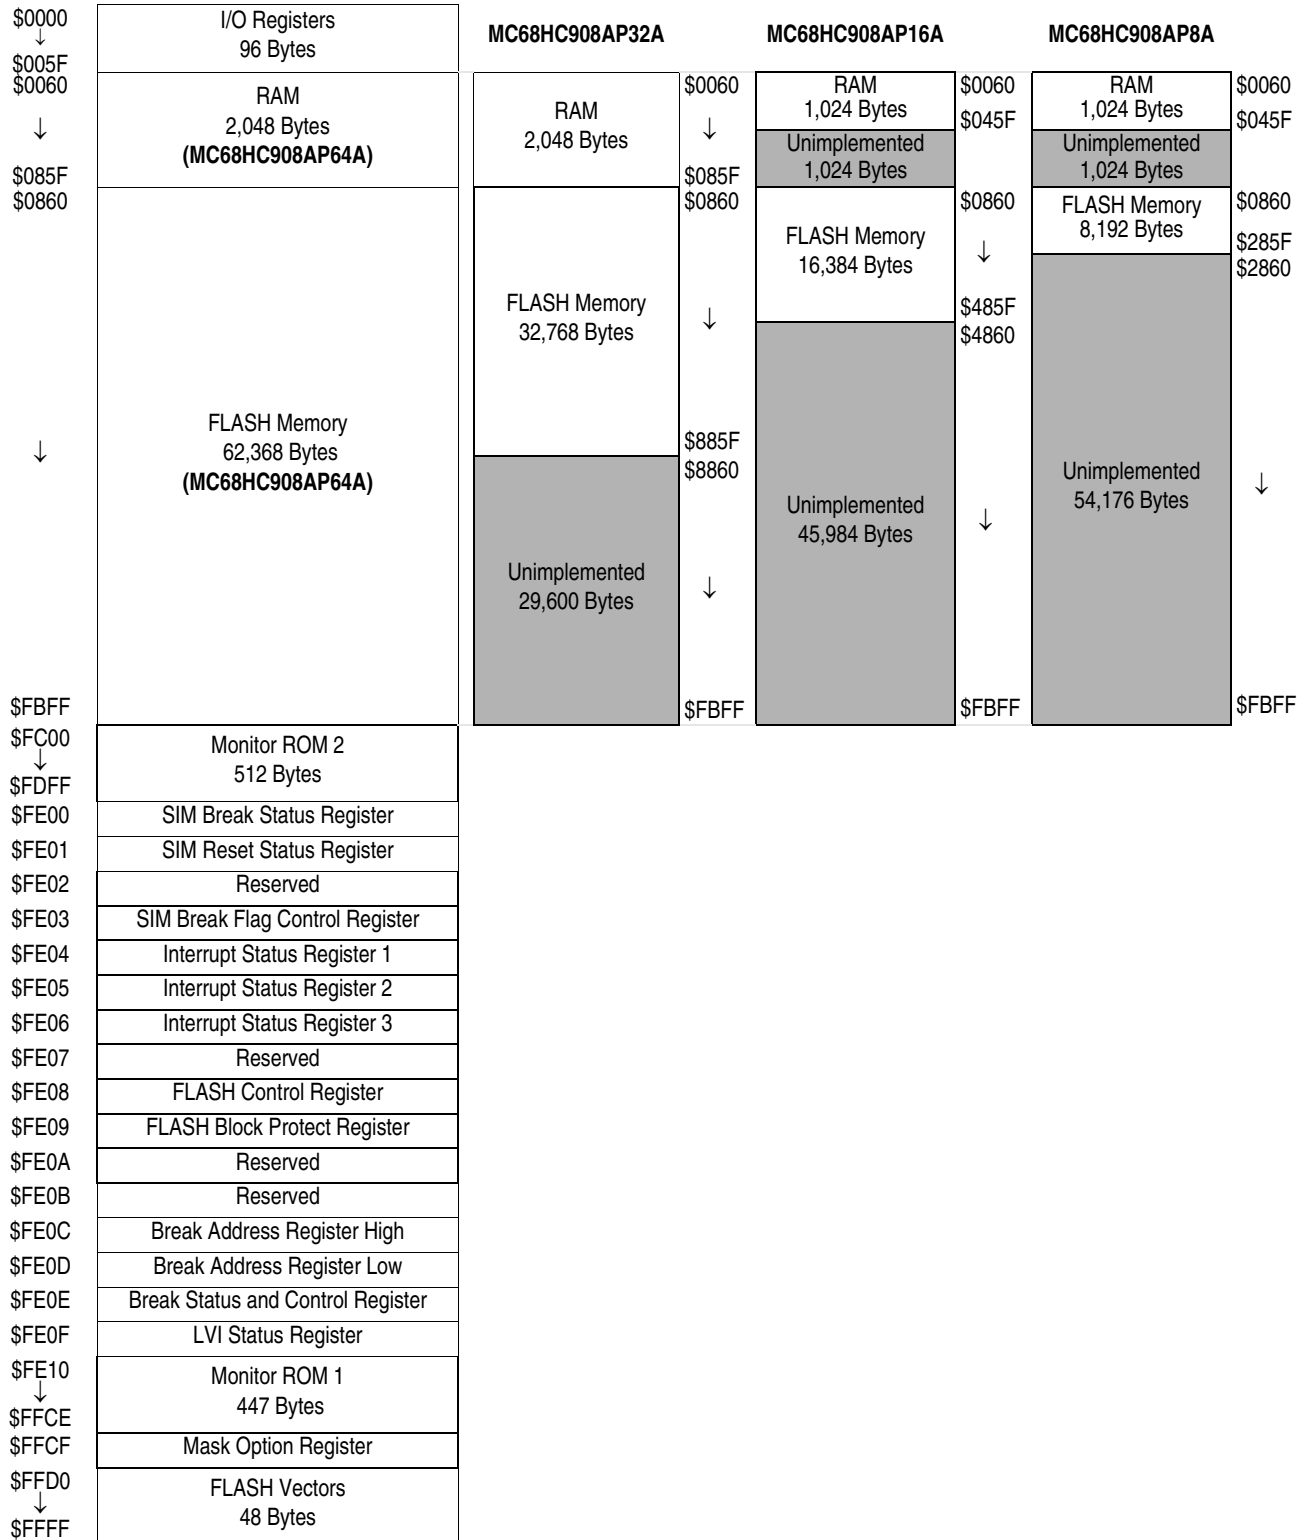 $0000
↓
$005F
I/O Registers
96 Bytes
MC68HC908AP32A
MC68HC908AP16A
MC68HC908AP8A
$0060
↓
$085F
RAM
2,048 Bytes
(MC68HC908AP64A)
RAM
2,048 Bytes
$0060
↓
$085F
RAM
1,024 Bytes
$0060
$045F
Unimplemented
1,024 Bytes
RAM
1,024 Bytes
$0060
$045F
Unimplemented
1,024 Bytes
$0860
↓
$FBFF
FLASH Memory
62,368 Bytes
(MC68HC908AP64A)
FLASH Memory
32,768 Bytes
$0860
↓
$885F
Unimplemented
29,600 Bytes
$8860
↓
$FBFF
FLASH Memory
16,384 Bytes
$0860
↓
$485F
Unimplemented
45,984 Bytes
$4860
↓
$FBFF
FLASH Memory
8,192 Bytes
$0860
$285F
Unimplemented
54,176 Bytes
$2860
↓
$FBFF
$FC00
↓
$FDFF
Monitor ROM 2
512 Bytes
$FE00 SIM Break Status Register
$FE01 SIM Reset Status Register
$FE02 Reserved
$FE03 SIM Break Flag Control Register
$FE04 Interrupt Status Register 1
$FE05 Interrupt Status Register 2
$FE06 Interrupt Status Register 3
$FE07 Reserved
$FE08 FLASH Control Register
$FE09 FLASH Block Protect Register
$FE0A Reserved
$FE0B Reserved
$FE0C Break Address Register High
$FE0D Break Address Register Low
$FE0E Break Status and Control Register
$FE0F LVI Status Register
$FE10
↓
$FFCE
Monitor ROM 1
447 Bytes
$FFCF Mask Option Register
$FFD0
↓
$FFFF
FLASH Vectors
48 Bytes